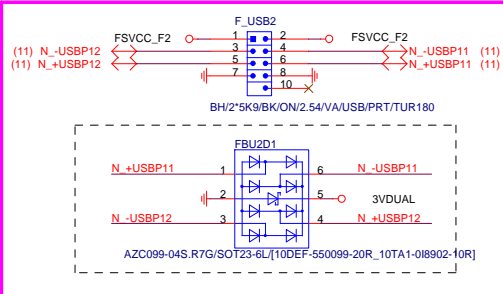 F_USB2
FSVCC_F2 1 2 FSVCC_F2
(11) N_-USBP12 3 4 N_-USBP11 (11)
(11) N_+USBP12 5 6 N_+USBP11 (11)
7 8
10
BH/2*5K9/BK/ON/2.54/VA/USB/PRT/TUR180
FBU2D1
N_+USBP11 1 6 N_-USBP11
2 5 3VDUAL
N_-USBP12 3 4 N_+USBP12
AZC099-04S.R7G/SOT23-6L/[10DEF-550099-20R_10TA1-0I8902-10R]